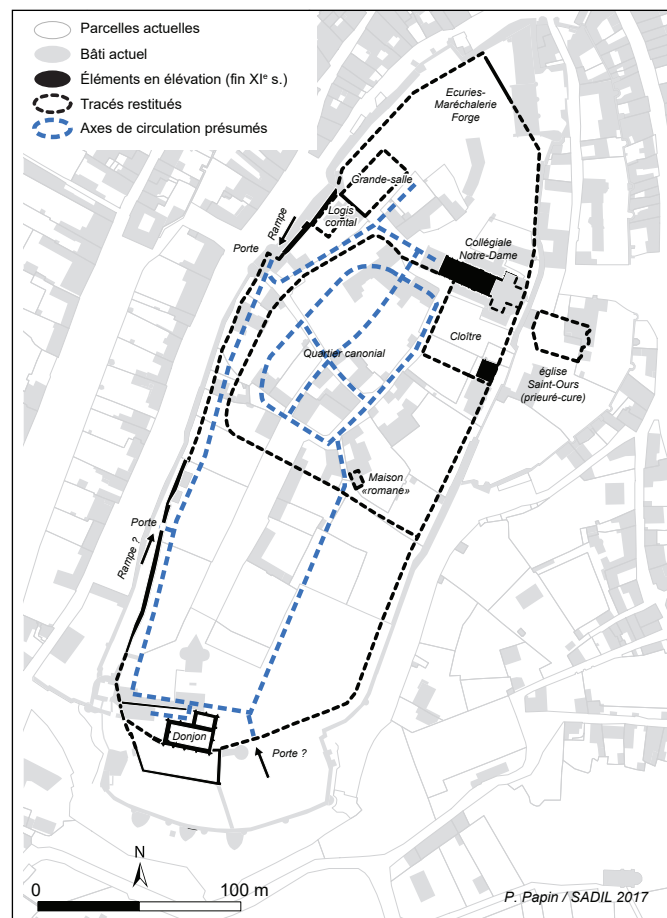 Parcelles actuelles
Bâti actuel
Éléments en élévation (fin XIe s.)
Tracés restitués
Axes de circulation présumés
Ecuries-
Maréchalerie
Forge
Grande-salle
Logis
comtal
Rampe
Porte
Collégiale
Notre-Dame
Cloître
Quartier canonial
église
Saint-Ours
(prieuré-cure)
Maison
«romane»
Porte
Rampe ?
Donjon
Porte ?
N
0 100 m
P. Papin / SADIL 2017